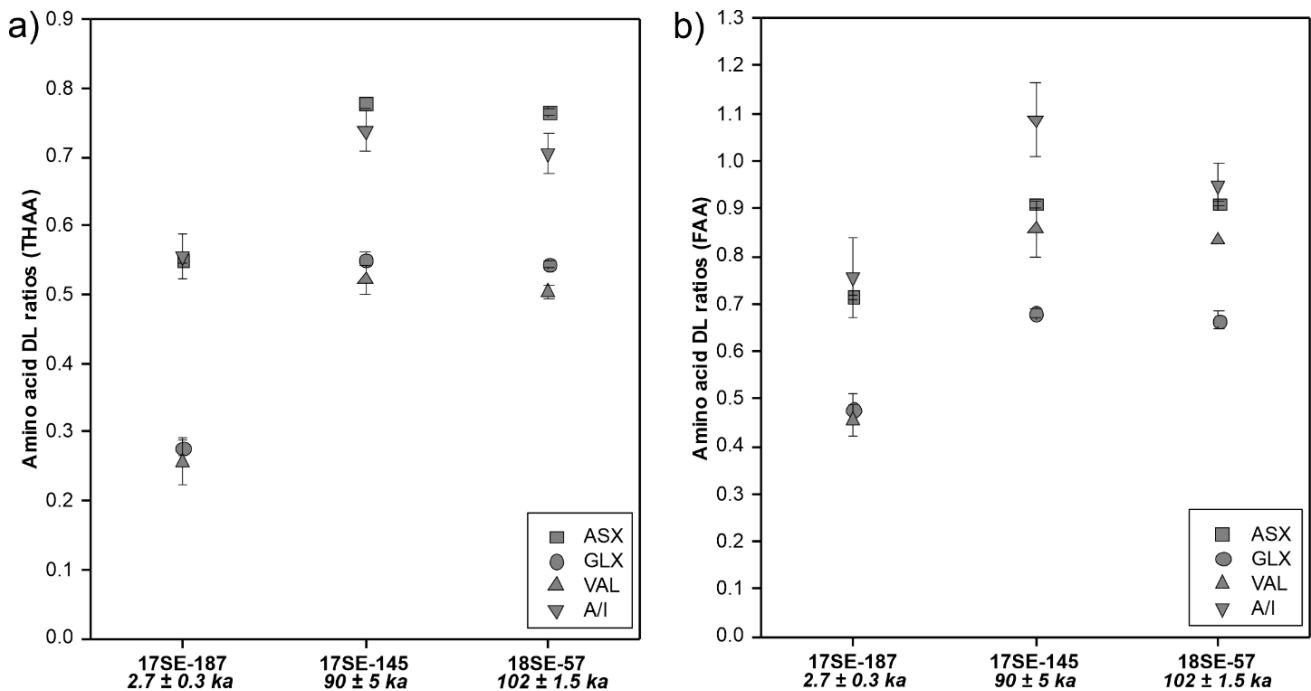 a)
Amino acid DL ratios (THAA)
0.9
0.8
0.7
0.6
0.5
0.4
0.3
0.2
0.1
0.0
ASX
GLX
VAL
A/I
17SE-187
2.7 ± 0.3 ka
17SE-145
90 ± 5 ka
18SE-57
102 ± 1.5 ka
b)
Amino acid DL ratios (FAA)
1.3
1.2
1.1
1.0
0.9
0.8
0.7
0.6
0.5
0.4
0.3
0.2
0.1
0.0
ASX
GLX
VAL
A/I
17SE-187
2.7 ± 0.3 ka
17SE-145
90 ± 5 ka
18SE-57
102 ± 1.5 ka